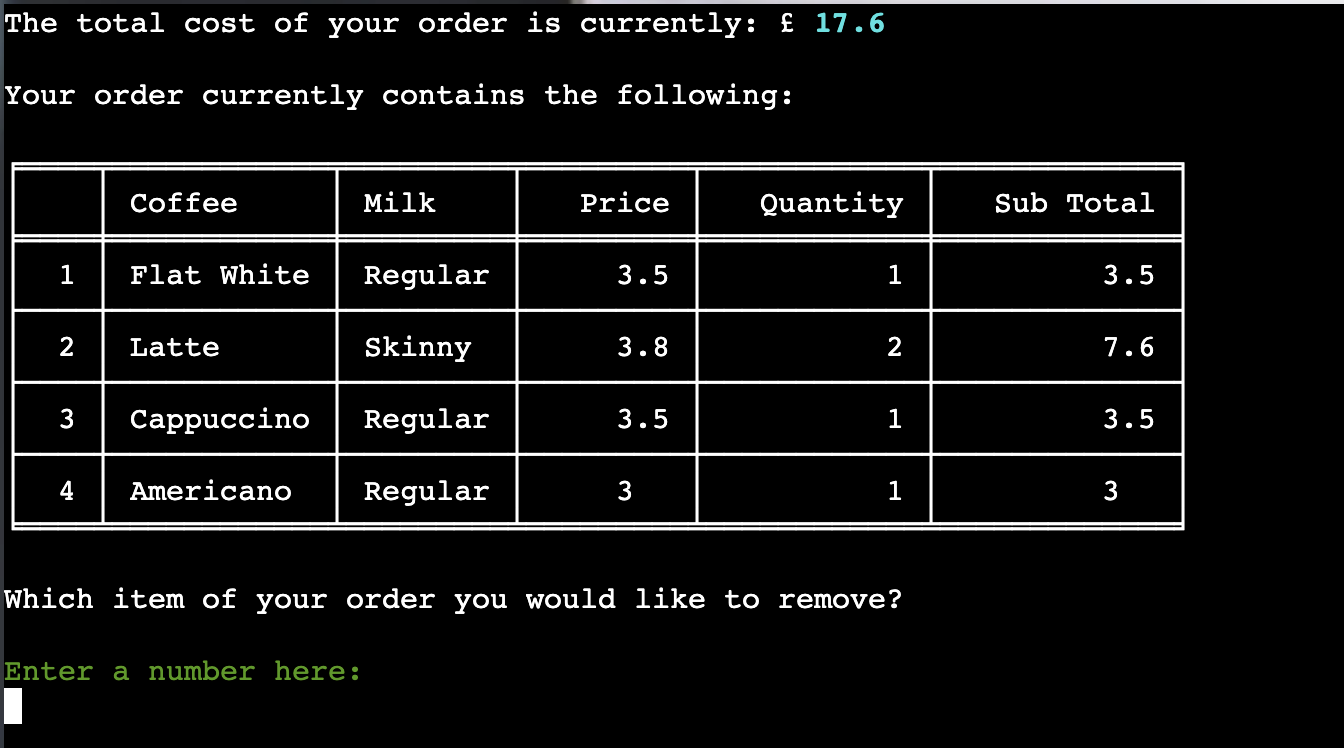 The total cost of your order is currently: £ 17.6
Your order currently contains the following:
Coffee Milk Price Quantity Sub Total
1 Flat White Regular 3.5 1 3.5
2 Latte Skinny 3.8 2 7.6
3 Cappuccino Regular 3.5 1 3.5
4 Americano Regular 3 1 3
Which item of your order you would like to remove?
Enter a number here: